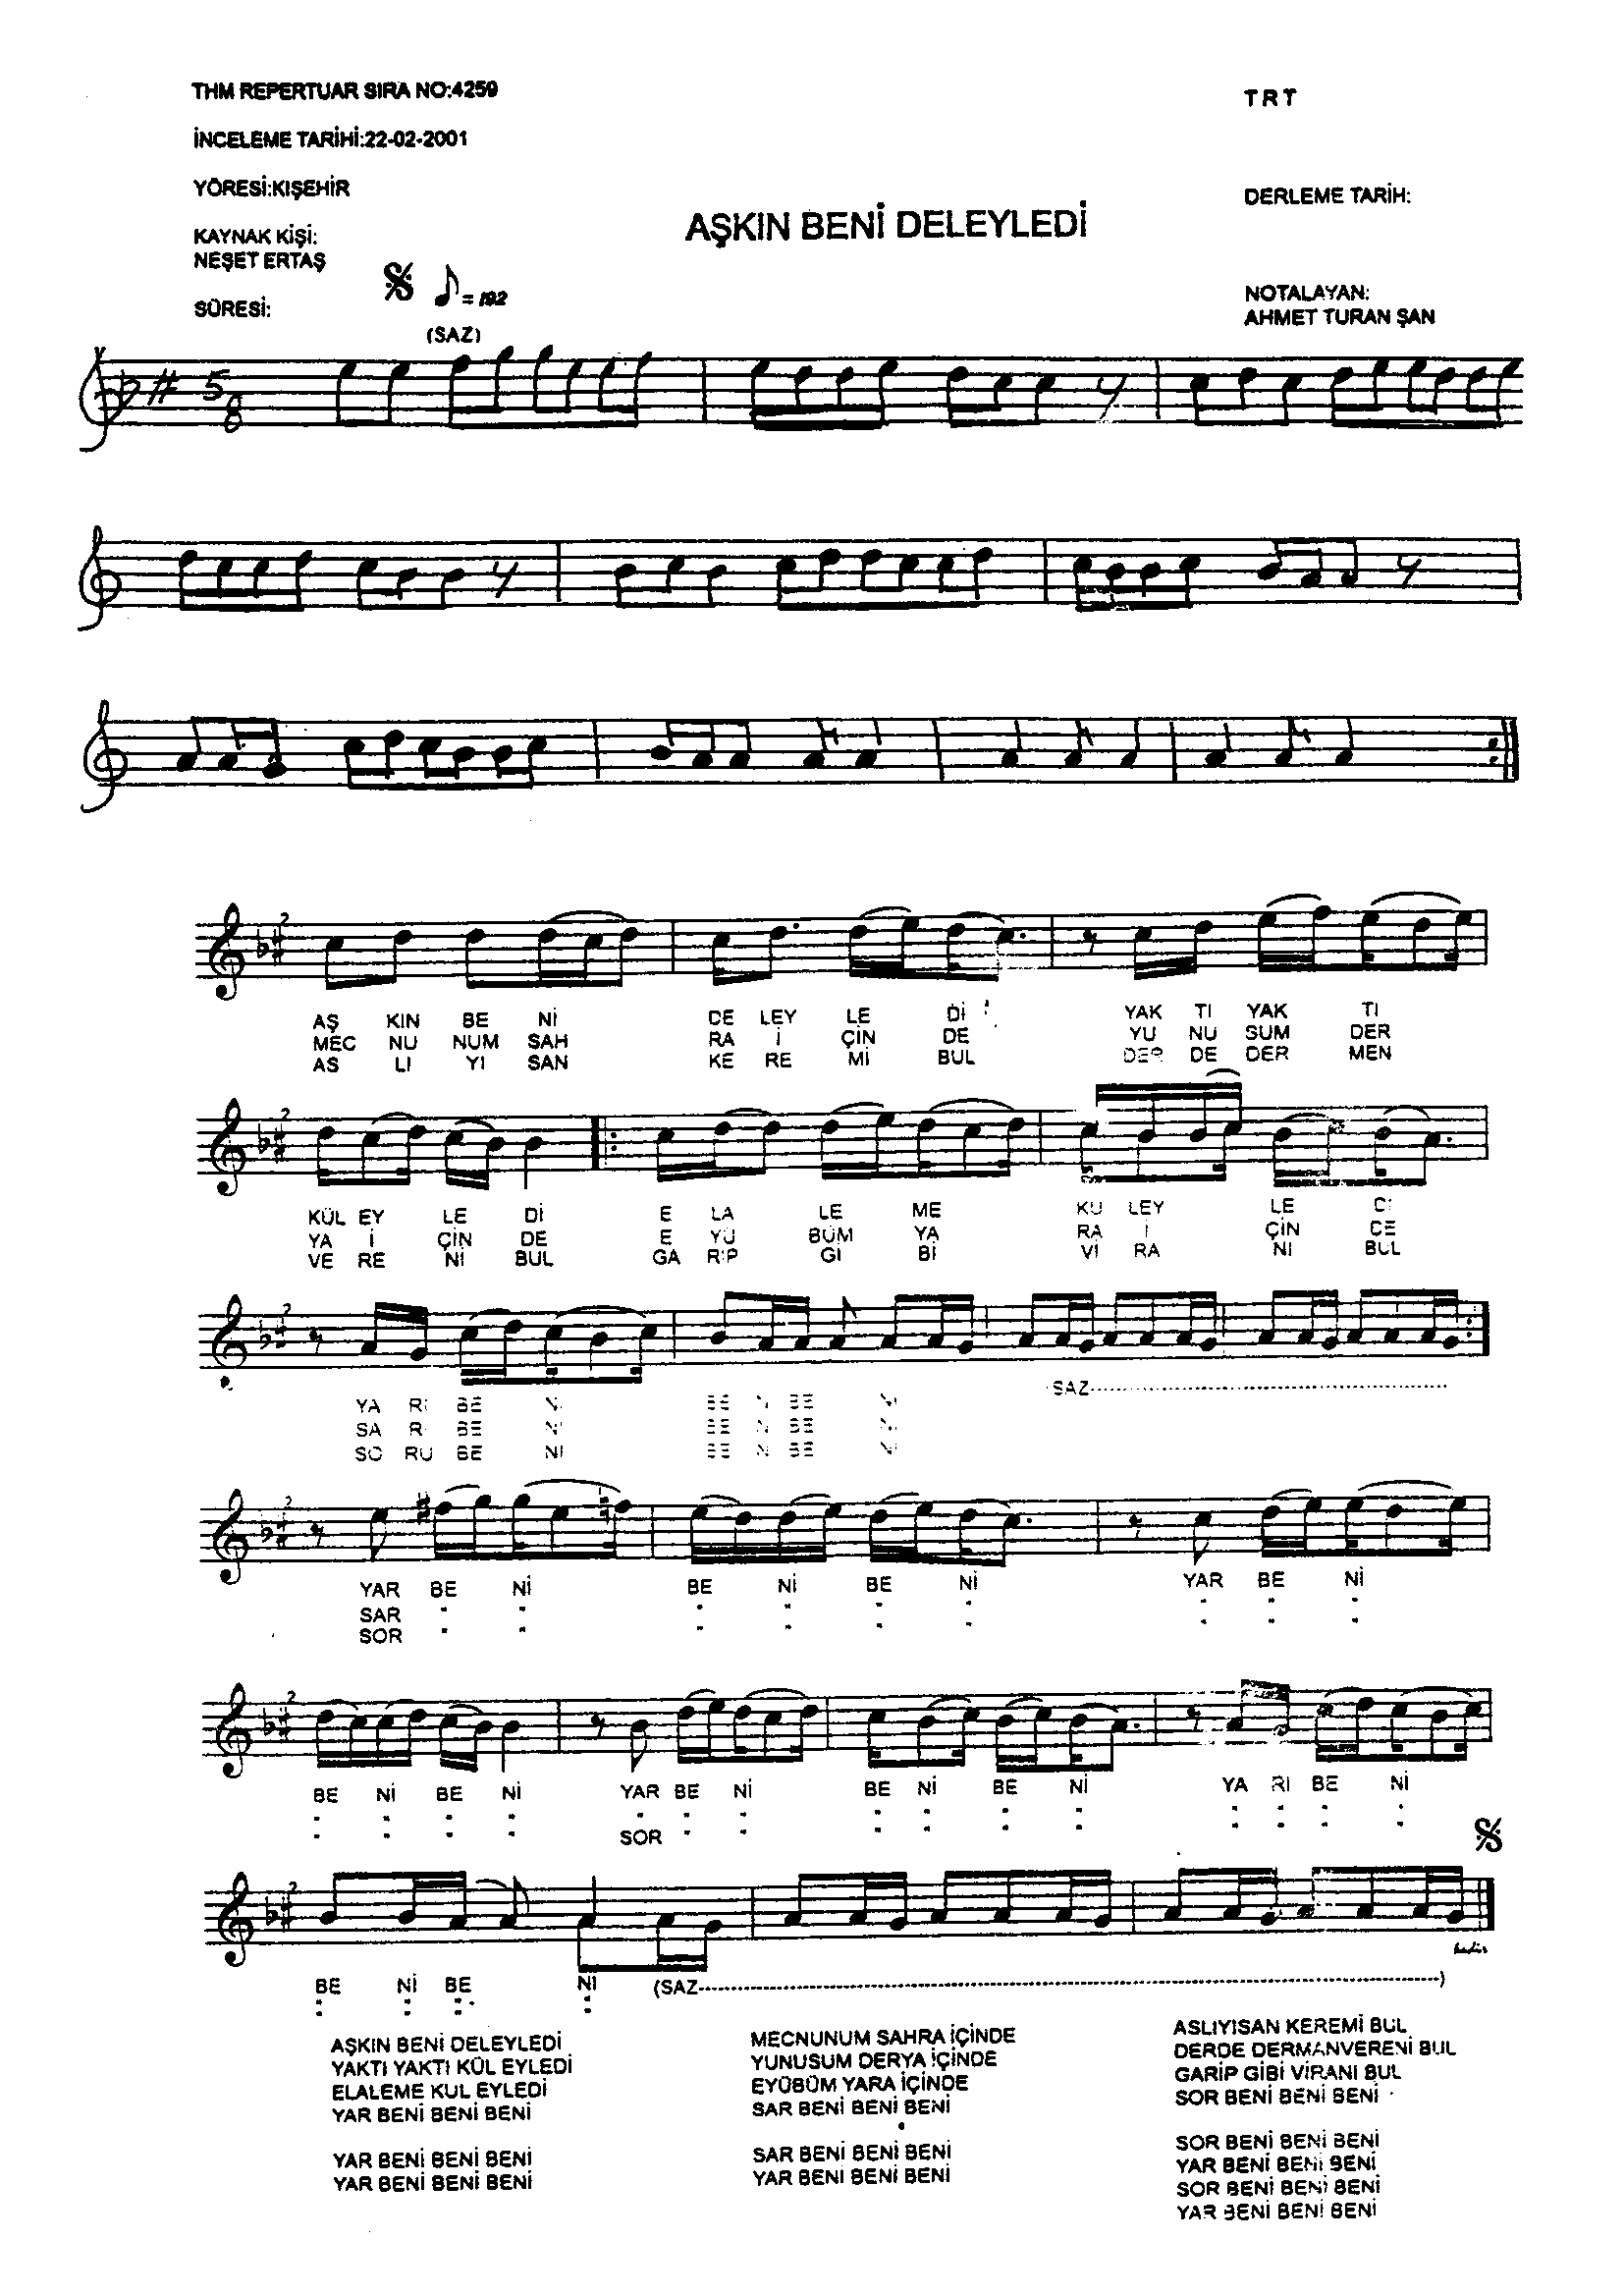 THM REPERTUAR SIRA NO:4259
TRT
İNCELEME TARİHİ:22-02-2001
YÖRESİ:KIŞEHİR
DERLEME TARİH:
AŞKIN BENİ DELEYLEDİ
KAYNAK KİŞİ:
NEŞET ERTAŞ
NOTALAYAN:
AHMET TURAN ŞAN
SÜRESİ:
= 192
(SAZ)
5
8
AŞ KIN BE Nİ DE LEY LE Dİ YAK TI YAK TI
MEC NU NUM SAH RA İ ÇİN DE YU NU SUM DER
AS LI YI SAN KE RE Mİ BUL DER DE DER MEN
KÜL EY LE Dİ E LA LE ME KU LEY LE Dİ
YA İ ÇİN DE E YÜ BÜM YA RA İ ÇİN DE
VE RE Nİ BUL GA RİP Gİ Bİ Vİ RA NI BUL
YA RI BE Nİ BE Nİ BE Nİ SAZ
SA RI BE Nİ BE Nİ BE Nİ
SO RU BE Nİ BE Nİ BE Nİ
YAR BE Nİ BE Nİ BE Nİ YAR BE Nİ
SAR
SOR
BE Nİ BE Nİ YAR BE Nİ BE Nİ BE Nİ YA RI BE Nİ
SOR
BE Nİ BE Nİ (SAZ)
AŞKIN BENİ DELEYLEDİ
YAKTI YAKTI KÜL EYLEDİ
ELALEME KUL EYLEDİ
YAR BENİ BENİ BENİ
YAR BENİ BENİ BENİ
YAR BENİ BENİ BENİ
MECNUNUM SAHRA İÇİNDE
YUNUSUM DERYA İÇİNDE
EYÜBÜM YARA İÇİNDE
SAR BENİ BENİ BENİ
SAR BENİ BENİ BENİ
YAR BENİ BENİ BENİ
ASLIYISAN KEREMİ BUL
DERDE DERMANVERENİ BUL
GARİP GİBİ VİRANI BUL
SOR BENİ BENİ BENİ
SOR BENİ BENİ BENİ
YAR BENİ BENİ BENİ
SOR BENİ BENİ BENİ
YAR BENİ BENİ BENİ